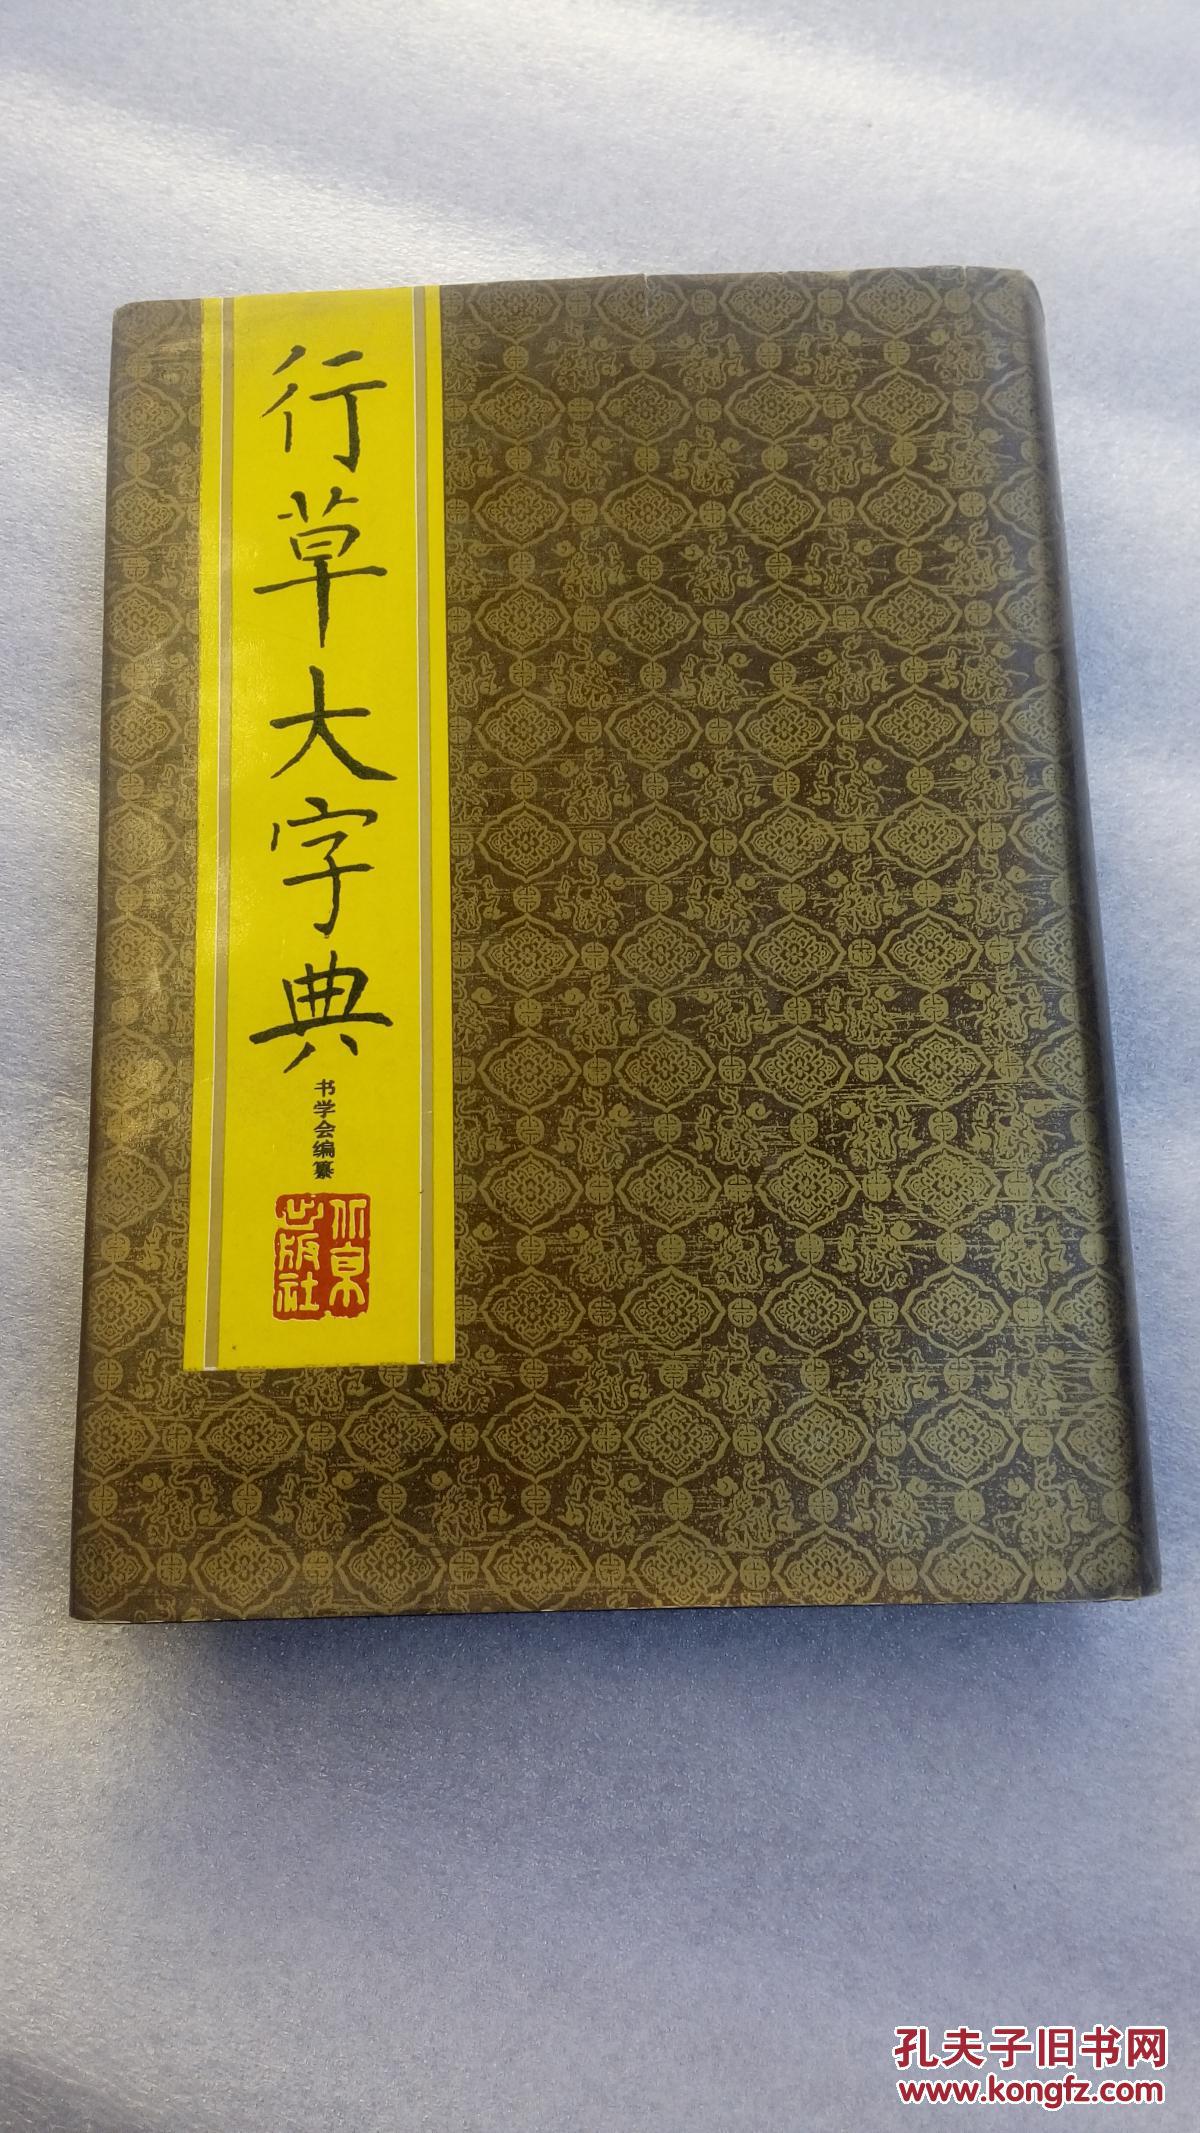 行草大字典
书学会编纂
北京
出版社
孔夫子旧书网
www.kongfz.com